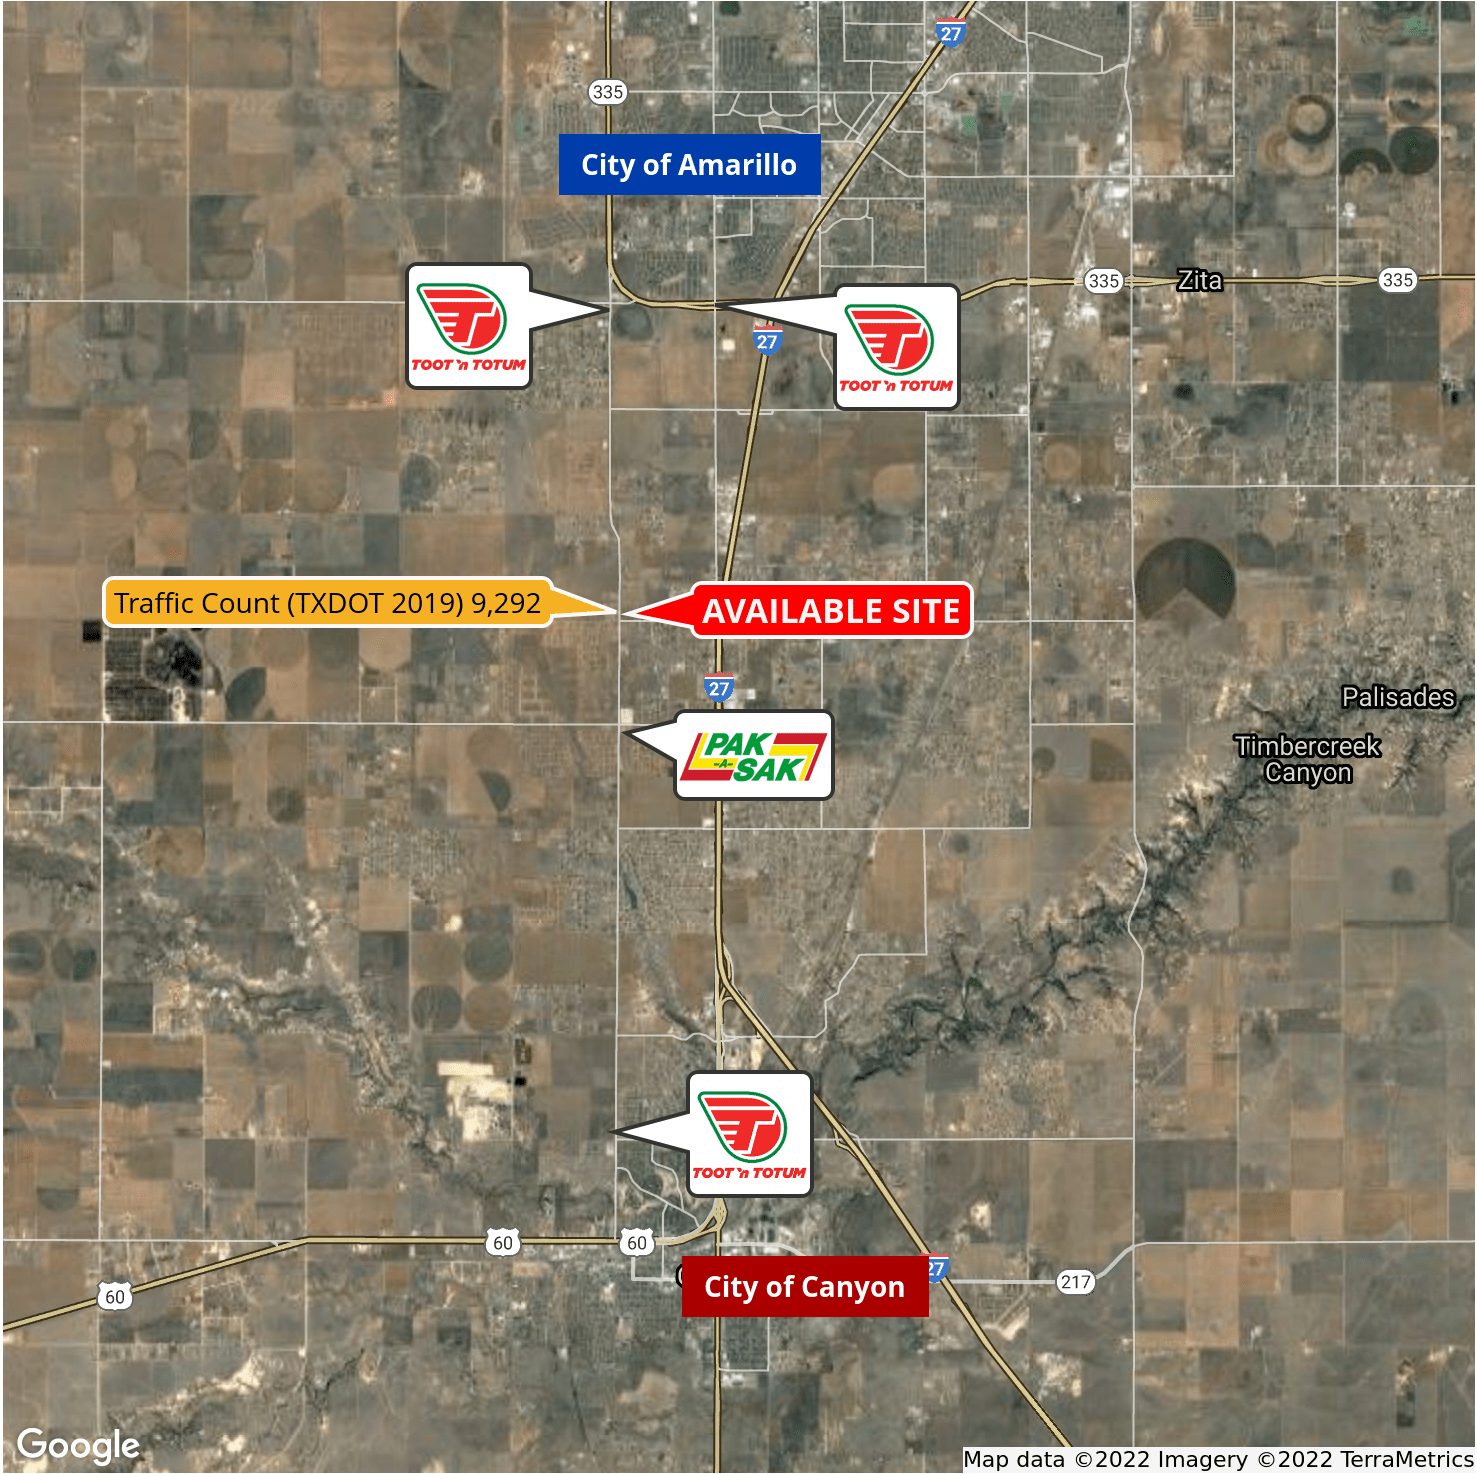 27
335
City of Amarillo
335
Zita
335
TOOT 'n TOTUM
27
TOOT 'n TOTUM
Traffic Count (TXDOT 2019) 9,292
AVAILABLE SITE
27
Palisades
PAK
-A-
SAK
Timbercreek
Canyon
TOOT 'n TOTUM
60
60
27
City of Canyon
217
60
Google
Map data ©2022 Imagery ©2022 TerraMetrics